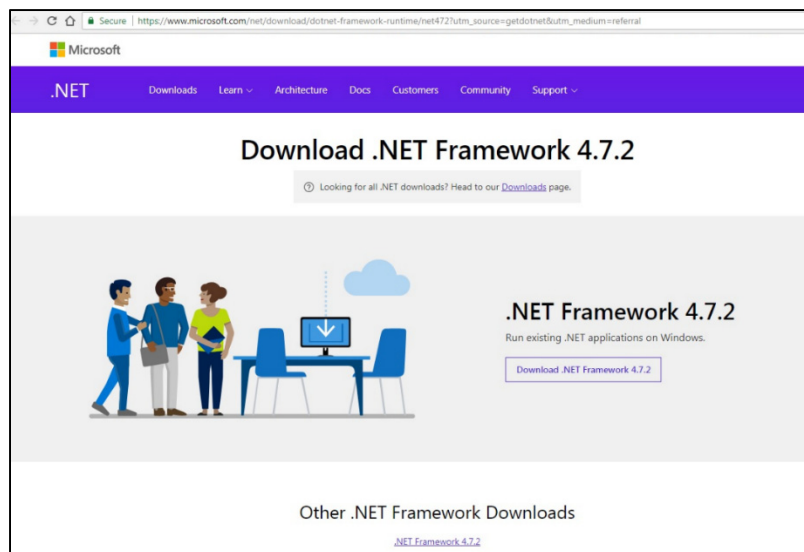 Secure | https://www.microsoft.com/net/download/dotnet-framework-runtime/net472?utm_source=getdotnet&utm_medium=referral
Microsoft
.NET Downloads Learn Architecture Docs Customers Community Support
Download .NET Framework 4.7.2
Looking for all .NET downloads? Head to our Downloads page.
.NET Framework 4.7.2
Run existing .NET applications on Windows.
Download .NET Framework 4.7.2
Other .NET Framework Downloads
.NET Framework 4.7.2